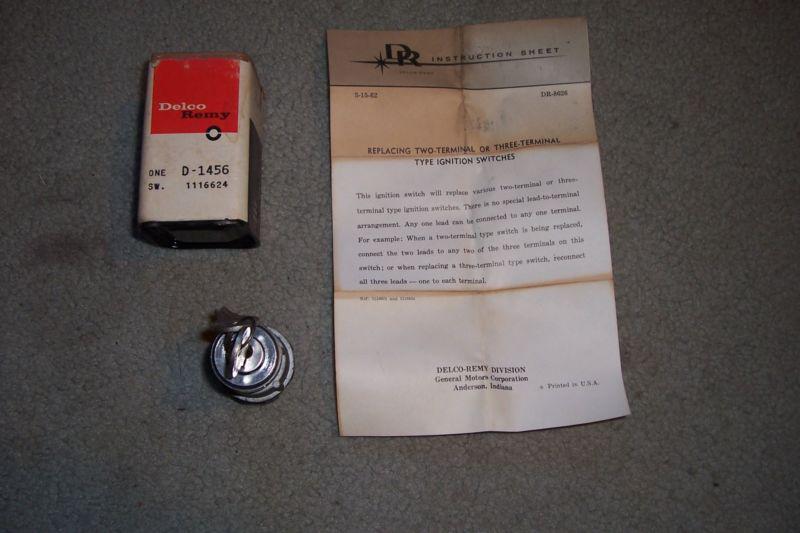 Delco
Remy
ONE D-1456
SW. 1116624
DR INSTRUCTION SHEET
DELCO-REMY
5-15-62 DR-8626
REPLACING TWO-TERMINAL OR THREE-TERMINAL
TYPE IGNITION SWITCHES
This ignition switch will replace various two-terminal or three-
terminal type ignition switches. There is no special lead-to-terminal
arrangement. Any one lead can be connected to any one terminal.
For example: When a two-terminal type switch is being replaced,
connect the two leads to any two of the three terminals on this
switch; or when replacing a three-terminal type switch, reconnect
all three leads — one to each terminal.
and
DELCO-REMY DIVISION
General Motors Corporation
Anderson, Indiana
Printed in U.S.A.